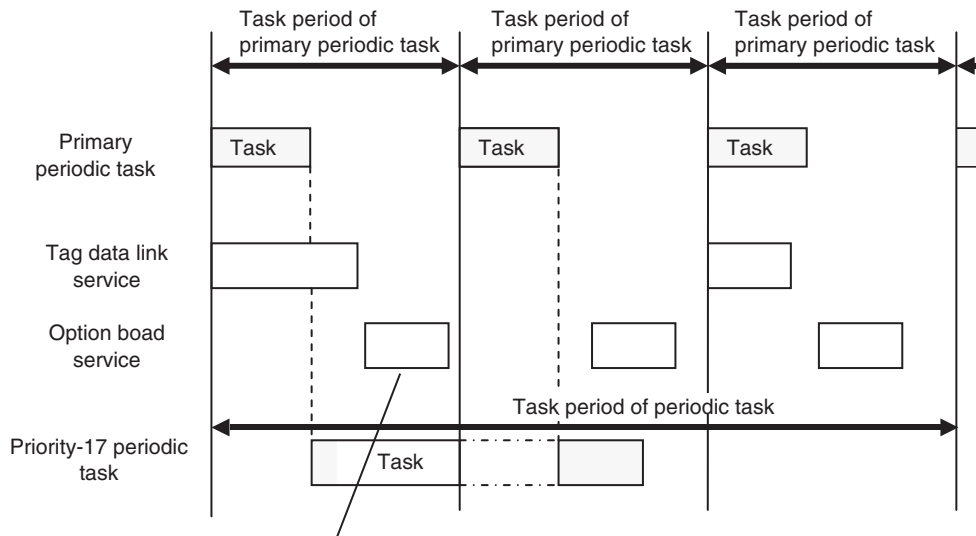 Task period of
primary periodic task
Task period of
primary periodic task
Task period of
primary periodic task
Primary
periodic task
Task
Task
Task
Tag data link
service
Option boad
service
Task period of periodic task
Priority-17 periodic
task
Task